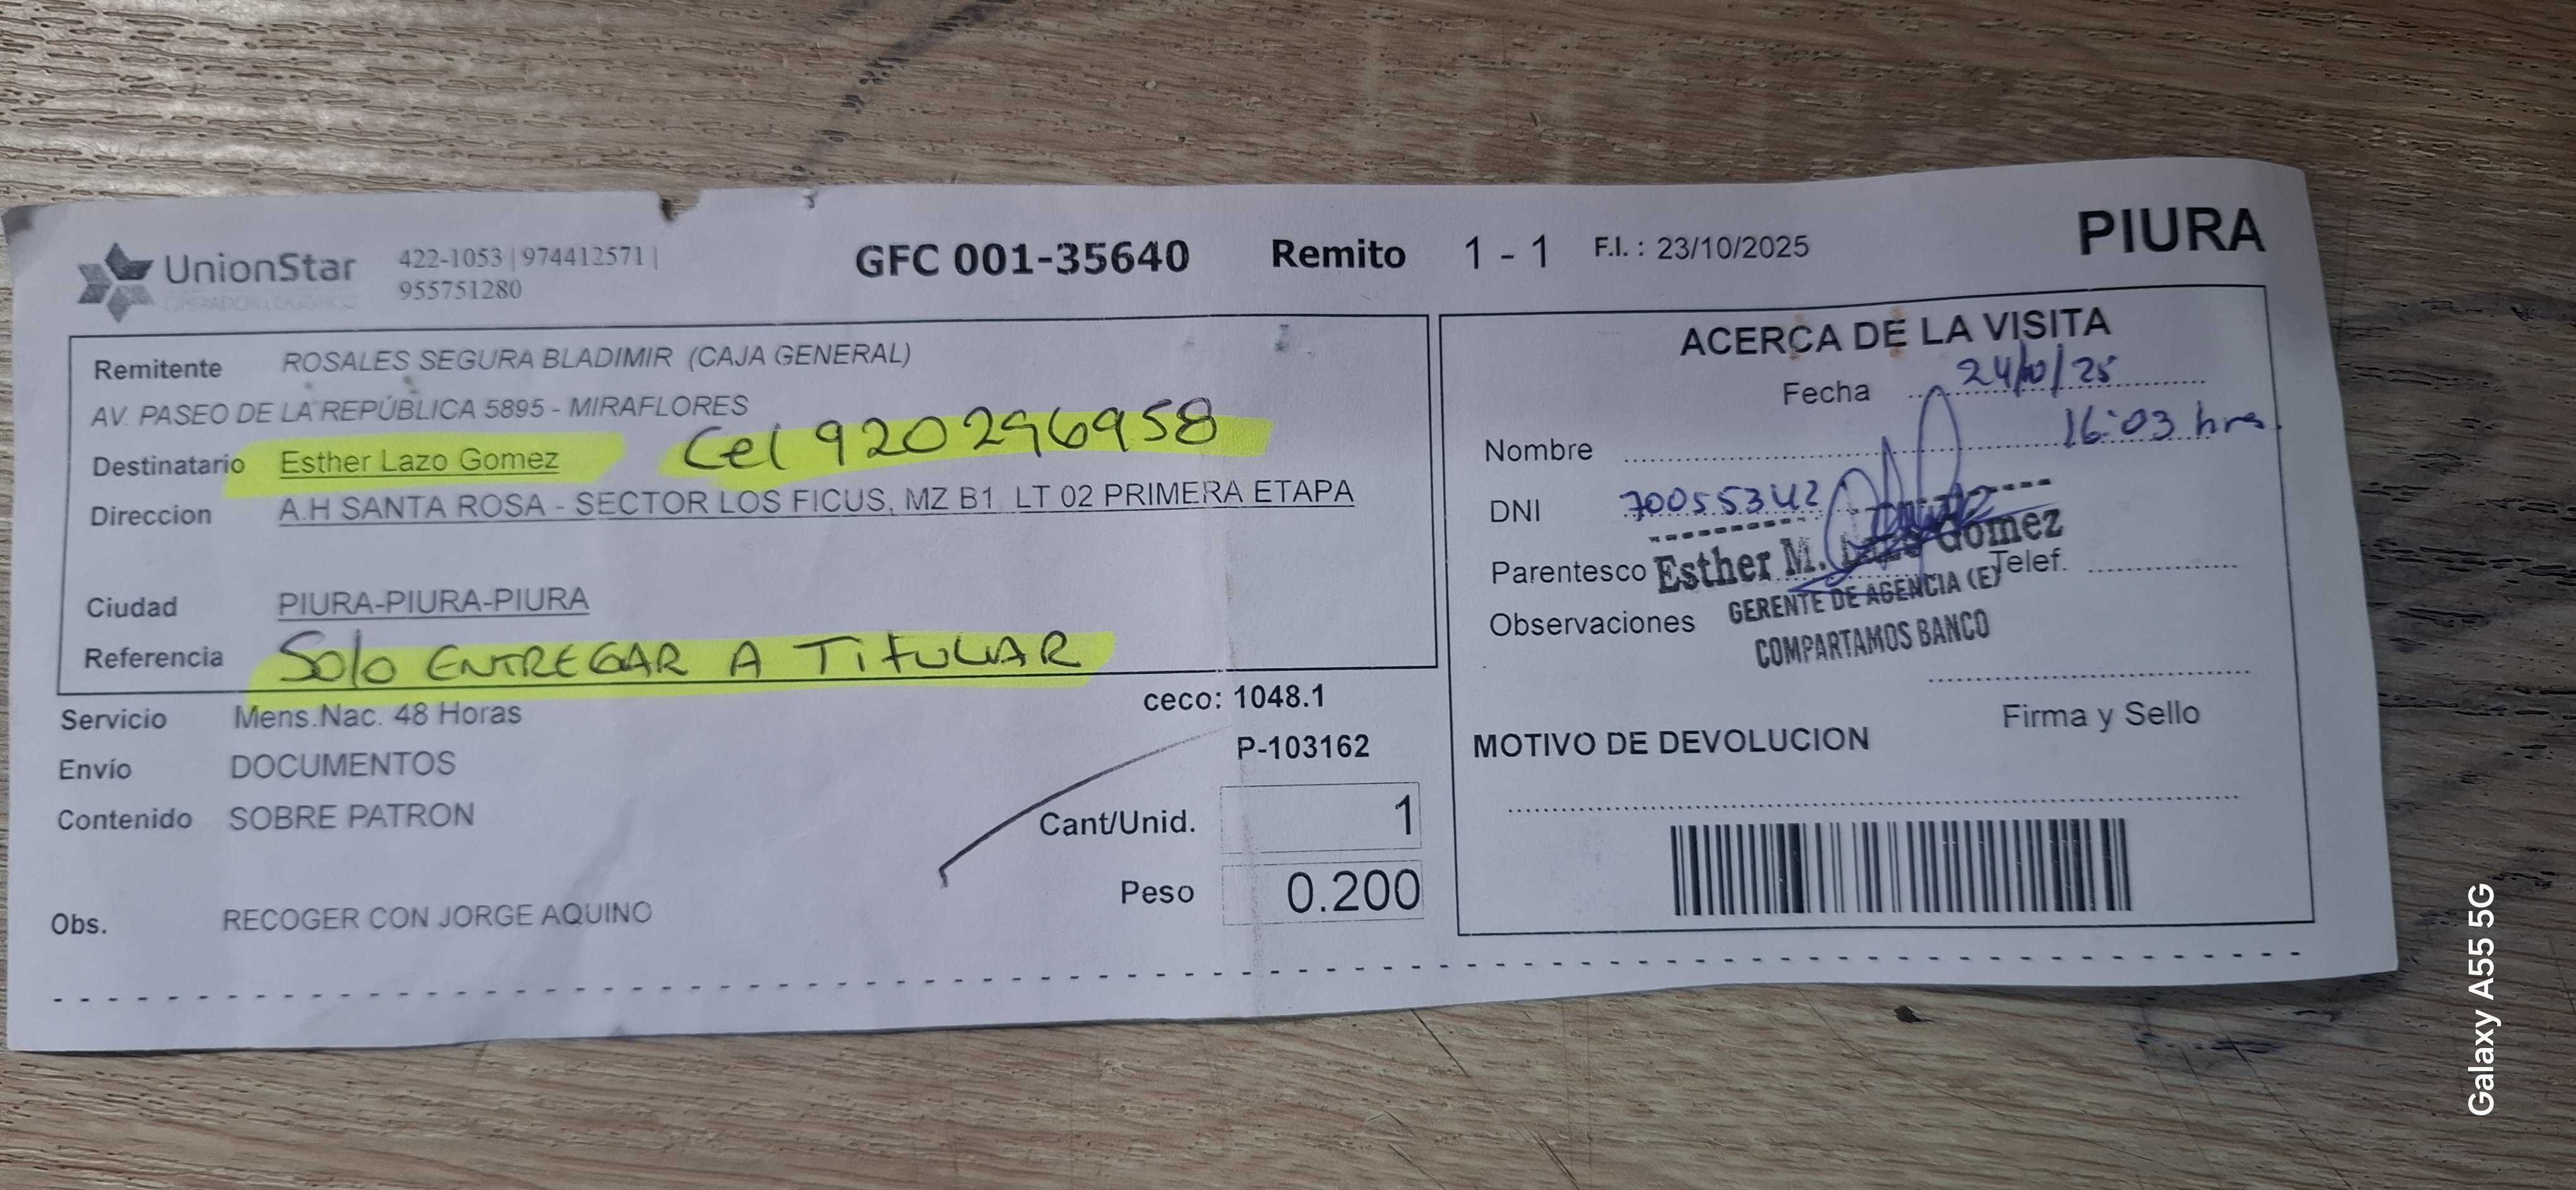 UnionStar
OPERADOR LOGISTICO
422-1053 | 974412571 |
955751280
GFC 001-35640 Remito 1 - 1 F.I. : 23/10/2025
PIURA
Remitente ROSALES SEGURA BLADIMIR (CAJA GENERAL)
AV. PASEO DE LA REPÚBLICA 5895 - MIRAFLORES
Destinatario Esther Lazo Gomez Cel 920296958
Direccion A.H SANTA ROSA - SECTOR LOS FICUS, MZ B1 LT 02 PRIMERA ETAPA
Ciudad PIURA-PIURA-PIURA
Referencia Solo ENTREGAR A TITULAR
Servicio Mens.Nac. 48 Horas
ceco: 1048.1
Envío DOCUMENTOS
P-103162
Contenido SOBRE PATRON
Cant/Unid. 1
Peso 0.200
Obs. RECOGER CON JORGE AQUINO
ACERCA DE LA VISITA
Fecha 24/10/25
Nombre 16:03 hrs.
DNI 70055342
Parentesco Telef.
Esther M. Lazo Gomez
GERENTE DE AGENCIA (E)
COMPARTAMOS BANCO
Observaciones
Firma y Sello
MOTIVO DE DEVOLUCION
Galaxy A55 5G